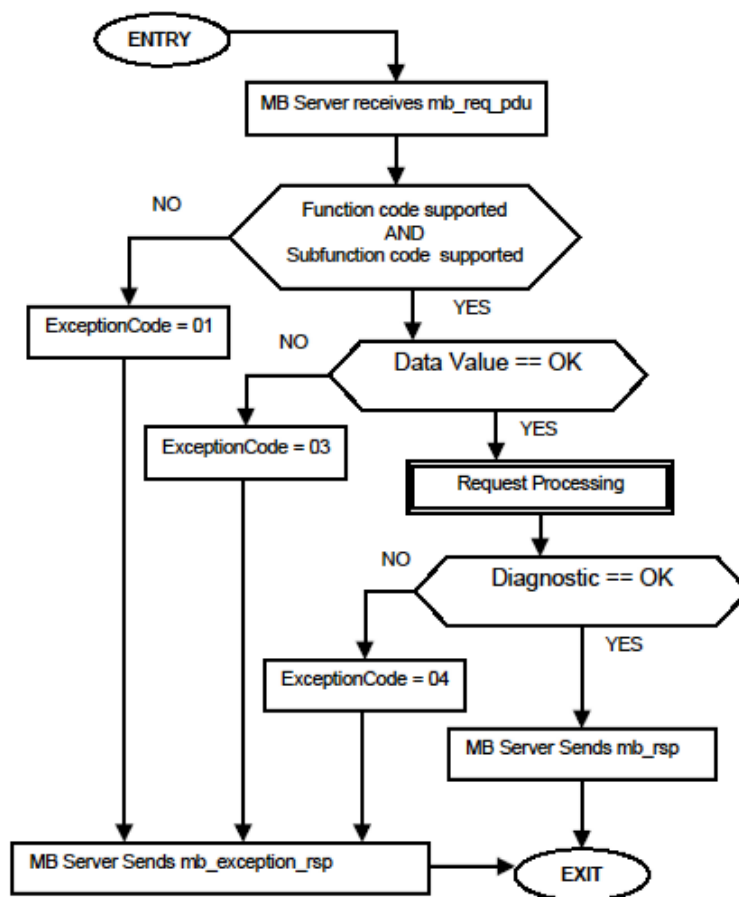 ENTRY
MB Server receives mb_req_pdu
NO
Function code supported
AND
Subfunction code supported
YES
ExceptionCode = 01
NO
Data Value == OK
YES
ExceptionCode = 03
Request Processing
NO
Diagnostic == OK
YES
ExceptionCode = 04
MB Server Sends mb_rsp
MB Server Sends mb_exception_rsp
EXIT